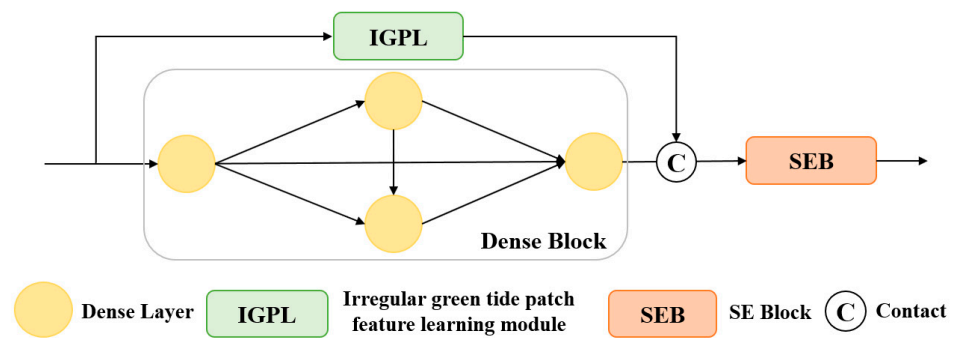 IGPL
C
SEB
Dense Block
Dense Layer
IGPL
Irregular green tide patch
feature learning module
SEB
SE Block
C
Contact